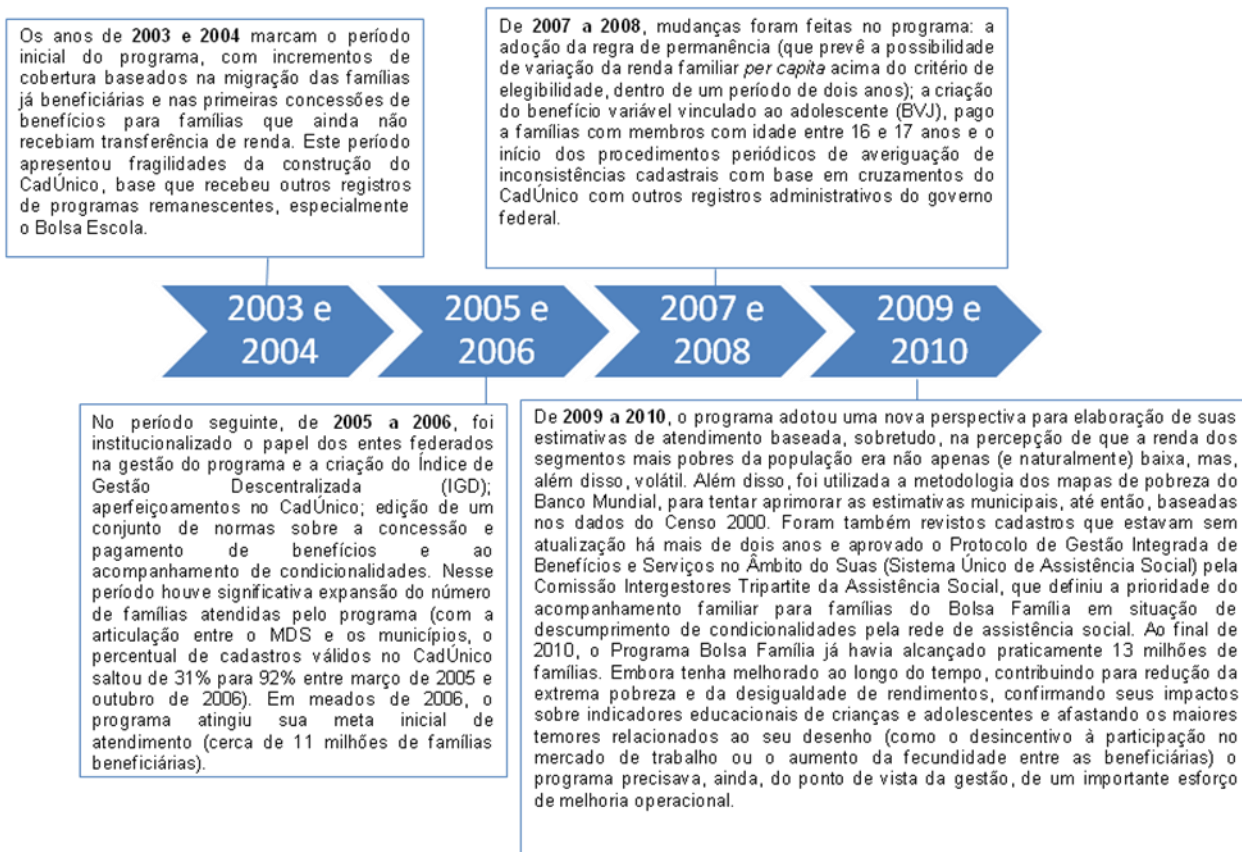 Os anos de 2003 e 2004 marcam o período
inicial do programa, com incrementos de
cobertura baseados na migração das famílias
já beneficiárias e nas primeiras concessões de
benefícios para famílias que ainda não
recebiam transferência de renda. Este período
apresentou fragilidades da construção do
CadÚnico, base que recebeu outros registros
de programas remanescentes, especialmente
o Bolsa Escola.
De 2007 a 2008, mudanças foram feitas no programa: a
adoção da regra de permanência (que prevê a possibilidade
de variação da renda familiar per capita acima do critério de
elegibilidade, dentro de um período de dois anos); a criação
do benefício variável vinculado ao adolescente (BVJ), pago
a famílias com membros com idade entre 16 e 17 anos e o
início dos procedimentos periódicos de averiguação de
inconsistências cadastrais com base em cruzamentos do
CadÚnico com outros registros administrativos do governo
federal.
2003 e
2004
2005 e
2006
2007 e
2008
2009 e
2010
No período seguinte, de 2005 a 2006, foi
institucionalizado o papel dos entes federados
na gestão do programa e a criação do Índice de
Gestão Descentralizada (IGD);
aperfeiçoamentos no CadÚnico; edição de um
conjunto de normas sobre a concessão e
pagamento de benefícios e ao
acompanhamento de condicionalidades. Nesse
período houve significativa expansão do número
de famílias atendidas pelo programa (com a
articulação entre o MDS e os municípios, o
percentual de cadastros válidos no CadÚnico
saltou de 31% para 92% entre março de 2005 e
outubro de 2006). Em meados de 2006, o
programa atingiu sua meta inicial de
atendimento (cerca de 11 milhões de famílias
beneficiárias).
De 2009 a 2010, o programa adotou uma nova perspectiva para elaboração de suas
estimativas de atendimento baseada, sobretudo, na percepção de que a renda dos
segmentos mais pobres da população era não apenas (e naturalmente) baixa, mas,
além disso, volátil. Além disso, foi utilizada a metodologia dos mapas de pobreza do
Banco Mundial, para tentar aprimorar as estimativas municipais, até então, baseadas
nos dados do Censo 2000. Foram também revistos cadastros que estavam sem
atualização há mais de dois anos e aprovado o Protocolo de Gestão Integrada de
Benefícios e Serviços no Âmbito do Suas (Sistema Único de Assistência Social) pela
Comissão Intergestores Tripartite da Assistência Social, que definiu a prioridade do
acompanhamento familiar para famílias do Bolsa Família em situação de
descumprimento de condicionalidades pela rede de assistência social. Ao final de
2010, o Programa Bolsa Família já havia alcançado praticamente 13 milhões de
famílias. Embora tenha melhorado ao longo do tempo, contribuindo para redução da
extrema pobreza e da desigualdade de rendimentos, confirmando seus impactos
sobre indicadores educacionais de crianças e adolescentes e afastando os maiores
temores relacionados ao seu desenho (como o desincentivo à participação no
mercado de trabalho ou o aumento da fecundidade entre as beneficiárias) o
programa precisava, ainda, do ponto de vista da gestão, de um importante esforço
de melhoria operacional.